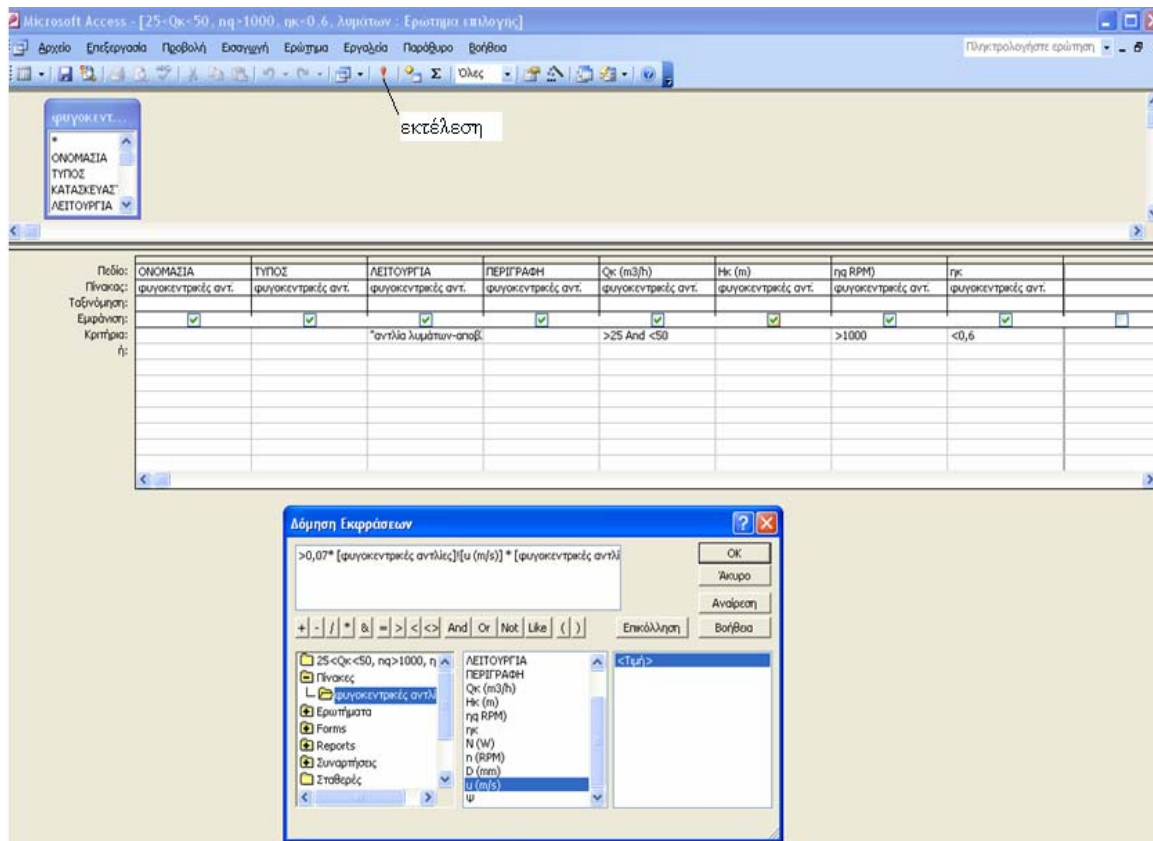 Microsoft Access - [25<Qκ<50, nq>1000, ηκ<0,6, λυμάτων : Ερώτημα επιλογής]
Αρχείο Επεξεργασία Προβολή Εισαγωγή Ερώτημα Εργαλεία Παράθυρο Βοήθεια Πληκτρολογήστε ερώτηση
Σ Όλες
εκτέλεση
φυγοκεντ...
*
ΟΝΟΜΑΣΙΑ
ΤΥΠΟΣ
ΚΑΤΑΣΚΕΥΑΣ
ΛΕΙΤΟΥΡΓΙΑ
Πεδίο: ΟΝΟΜΑΣΙΑ ΤΥΠΟΣ ΛΕΙΤΟΥΡΓΙΑ ΠΕΡΙΓΡΑΦΗ Qκ (m3/h) Hκ (m) nq RPM) ηκ
Πίνακας: φυγοκεντρικές αντ. φυγοκεντρικές αντ. φυγοκεντρικές αντ. φυγοκεντρικές αντ. φυγοκεντρικές αντ. φυγοκεντρικές αντ. φυγοκεντρικές αντ. φυγοκεντρικές αντ.
Ταξινόμηση:
Εμφάνιση:
Κριτήρια: "αντλία λυμάτων-αποβ. >25 And <50 >1000 <0,6
ή:
Δόμηση Εκφράσεων
>0,07* [φυγοκεντρικές αντλίες]![u (m/s)] * [φυγοκεντρικές αντλί
OK
Άκυρο
Αναίρεση
+ - / * & = > < <> And Or Not Like ( ) Επικόλληση Βοήθεια
25<Qκ<50, nq>1000, η ΛΕΙΤΟΥΡΓΙΑ <Τιμή>
Πίνακες ΠΕΡΙΓΡΑΦΗ
φυγοκεντρικές αντλί Qκ (m3/h)
Ερωτήματα Hκ (m)
Forms nq RPM)
Reports ηκ
Συναρτήσεις N (W)
Σταθερές n (RPM)
D (mm)
u (m/s)
Ψ